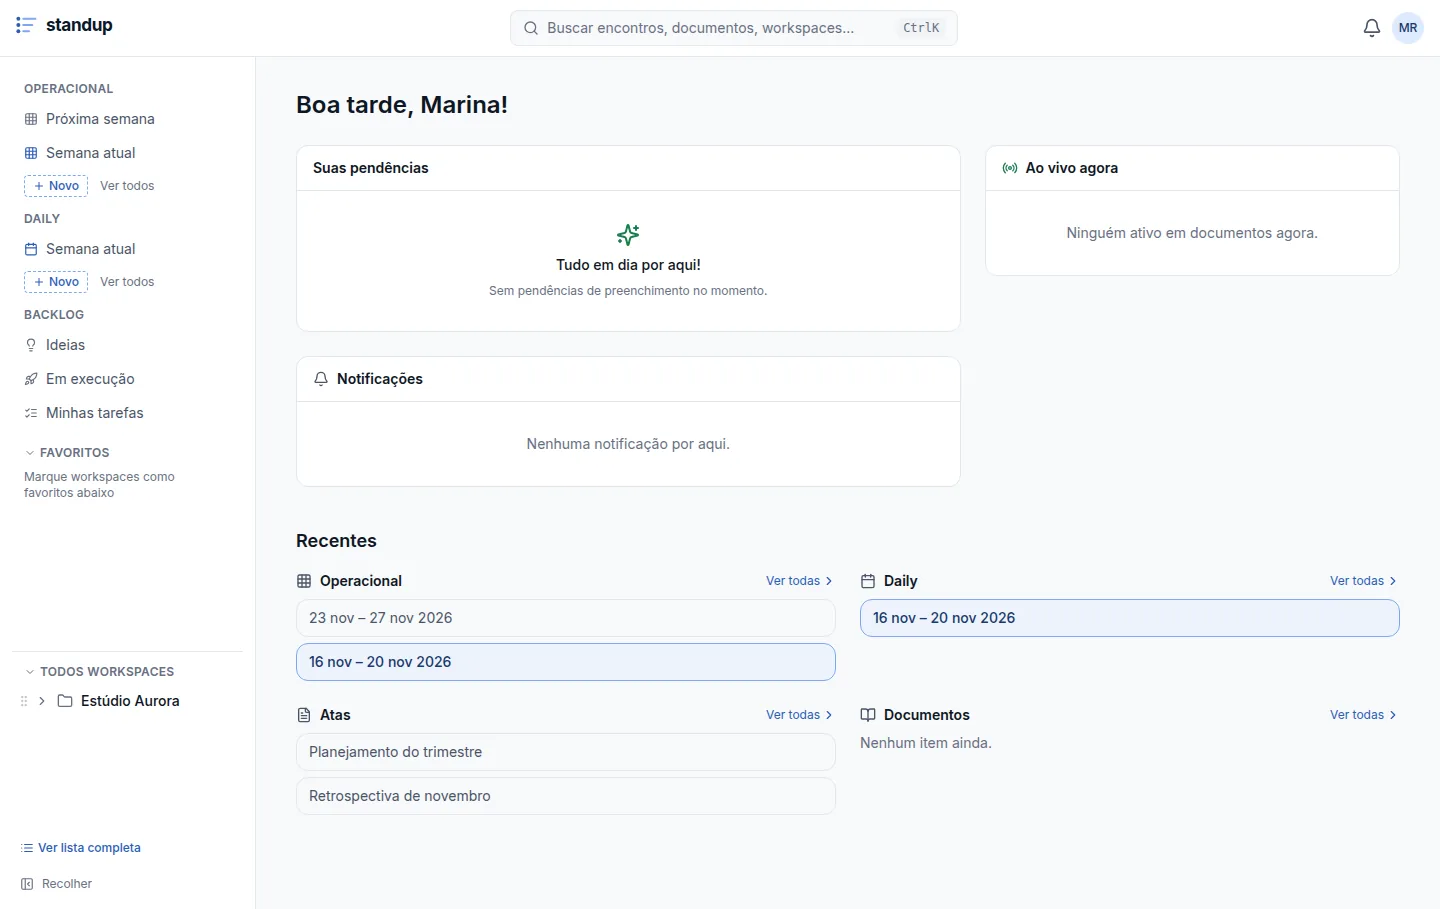 standup
Buscar encontros, documentos, workspaces...
CtrlK
MR
OPERACIONAL
Próxima semana
Semana atual
Novo
Ver todos
DAILY
Semana atual
Novo
Ver todos
BACKLOG
Ideias
Em execução
Minhas tarefas
FAVORITOS
Marque workspaces como
favoritos abaixo
TODOS WORKSPACES
Estúdio Aurora
Ver lista completa
Recolher
Boa tarde, Marina!
Suas pendências
Tudo em dia por aqui!
Sem pendências de preenchimento no momento.
Ao vivo agora
Ninguém ativo em documentos agora.
Notificações
Nenhuma notificação por aqui.
Recentes
Operacional
Ver todas
23 nov – 27 nov 2026
16 nov – 20 nov 2026
Daily
Ver todas
16 nov – 20 nov 2026
Atas
Ver todas
Planejamento do trimestre
Retrospectiva de novembro
Documentos
Ver todas
Nenhum item ainda.